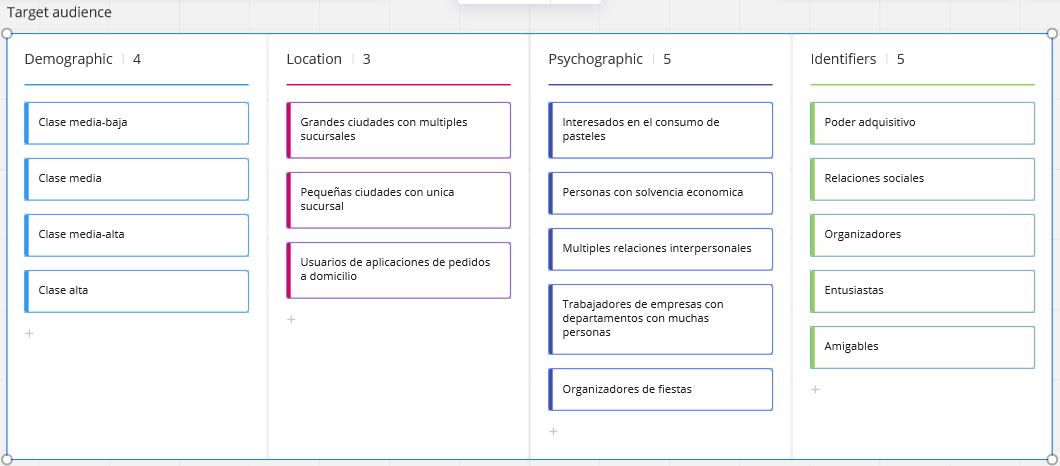 Target audience
Demographic 4
Clase media-baja
Clase media
Clase media-alta
Clase alta
Location 3
Grandes ciudades con multiples
sucursales
Pequeñas ciudades con unica
sucursal
Usuarios de aplicaciones de pedidos
a domicilio
Psychographic 5
Interesados en el consumo de
pasteles
Personas con solvencia economica
Multiples relaciones interpersonales
Trabajadores de empresas con
departamentos con muchas
personas
Organizadores de fiestas
Identifiers 5
Poder adquisitivo
Relaciones sociales
Organizadores
Entusiastas
Amigables